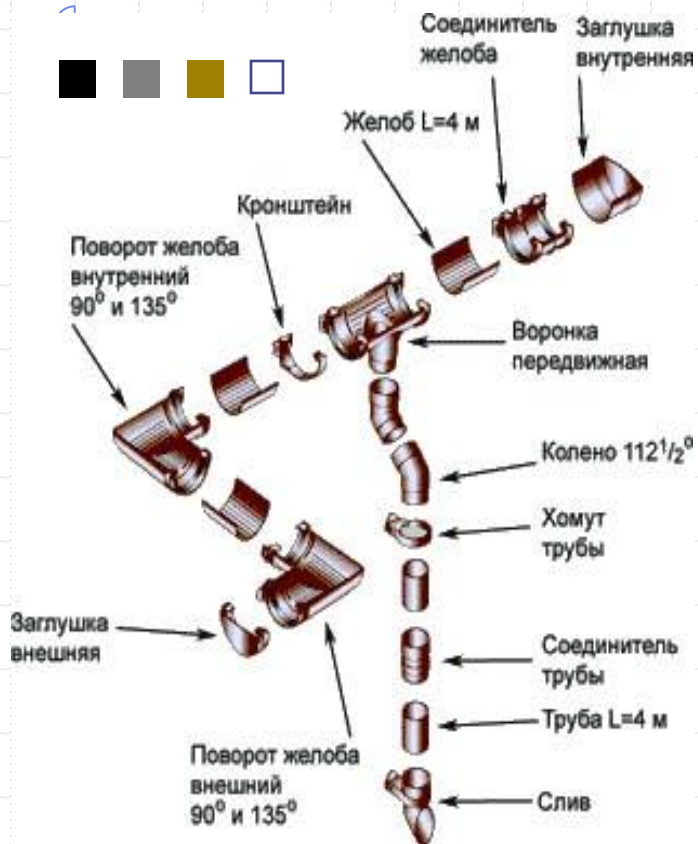 Соединитель
желоба
Заглушка
внутренняя
Желоб L=4 м
Кронштейн
Поворот желоба
внутренний
90⁰ и 135⁰
Воронка
передвижная
Колено 112¹/₂⁰
Хомут
трубы
Заглушка
внешняя
Соединитель
трубы
Труба L=4 м
Поворот желоба
внешний
90⁰ и 135⁰
Слив